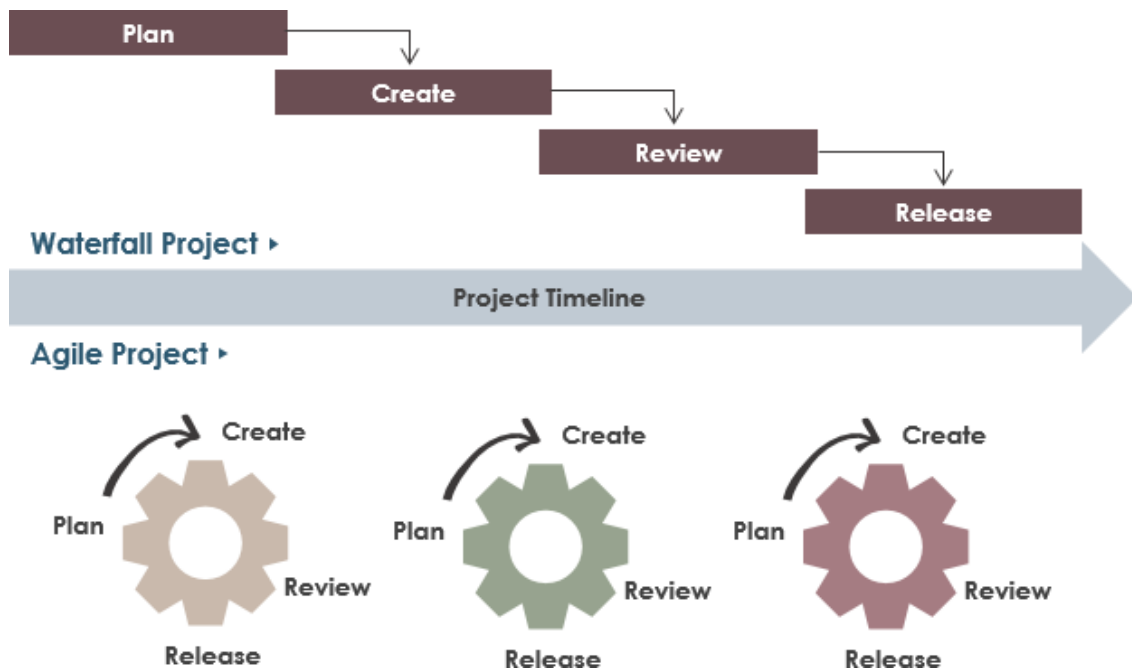 Plan
Create
Review
Release
Waterfall Project
Project Timeline
Agile Project
Create
Plan
Review
Release
Create
Plan
Review
Release
Create
Plan
Review
Release